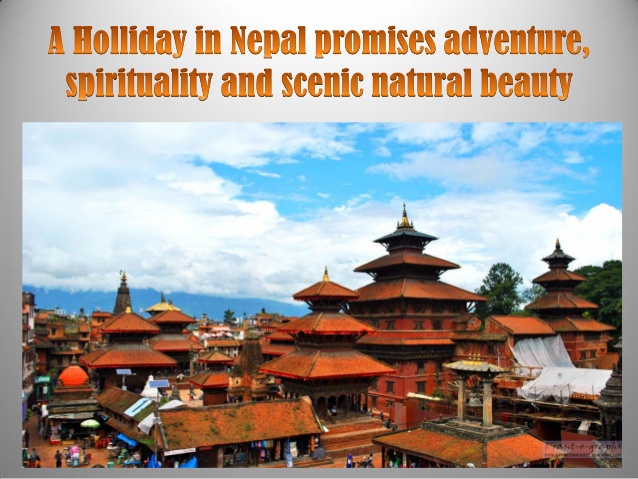 A Holliday in Nepal promises adventure,
spirituality and scenic natural beauty